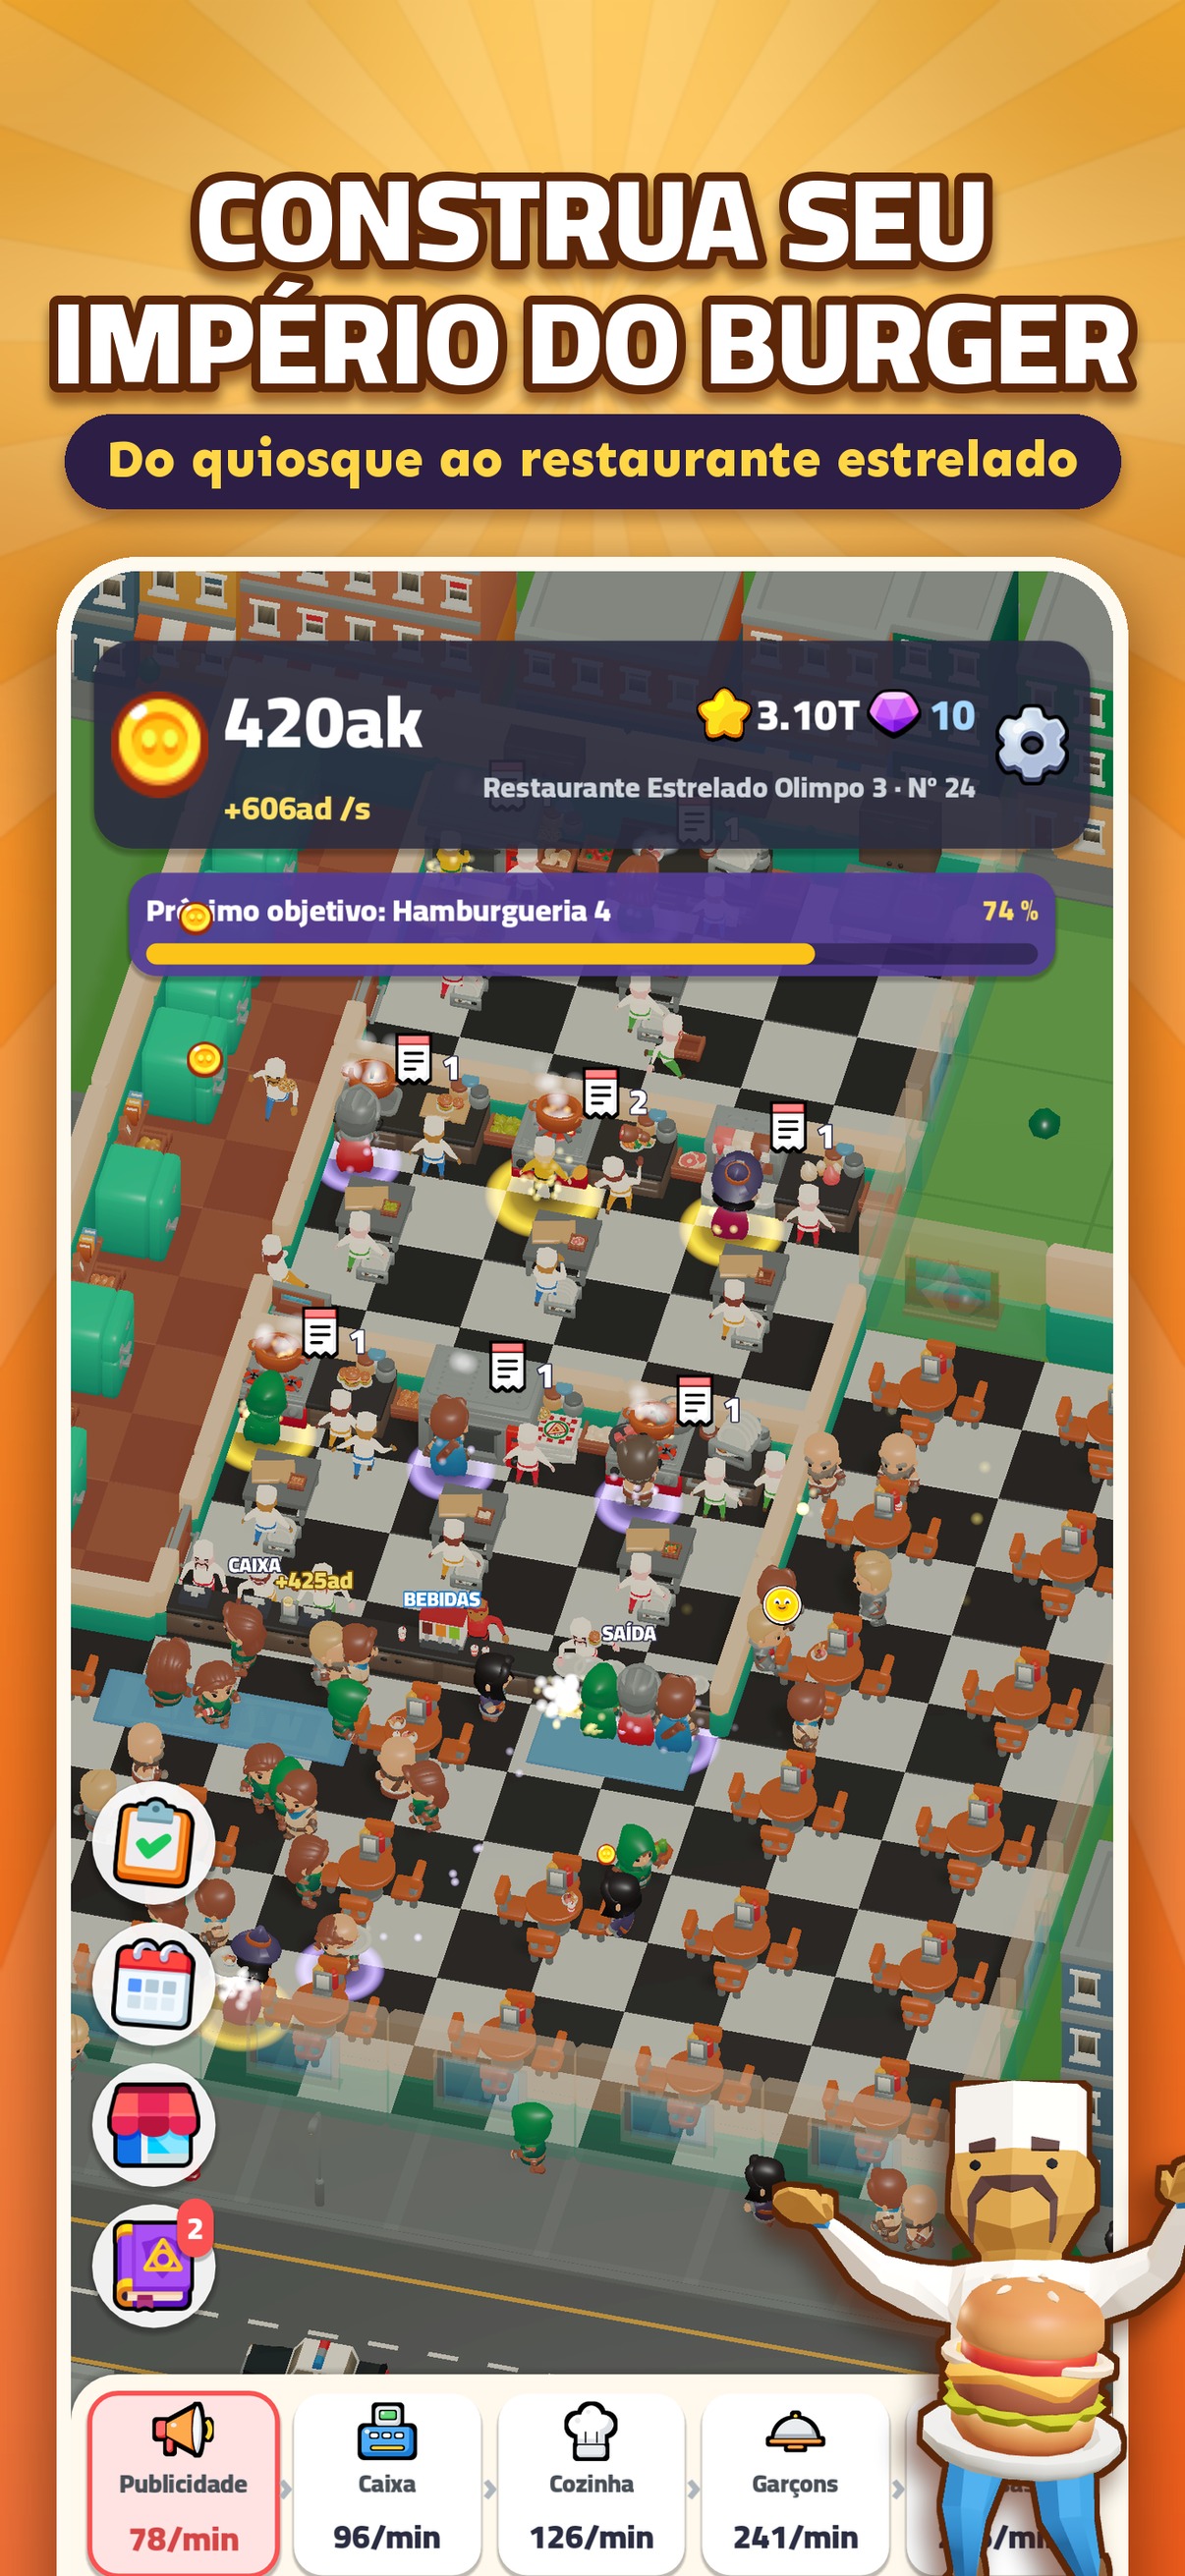 CONSTRUA SEU
IMPÉRIO DO BURGER
Do quiosque ao restaurante estrelado
420ak
3.10T
10
+606ad /s
Restaurante Estrelado Olimpo 3 · Nº 24
1
Próximo objetivo: Hamburgueria 4
74 %
1
2
1
1
1
1
CAIXA
+425ad
BEBIDAS
SAÍDA
2
Publicidade
Caixa
Cozinha
Garçons
78/min
96/min
126/min
241/min